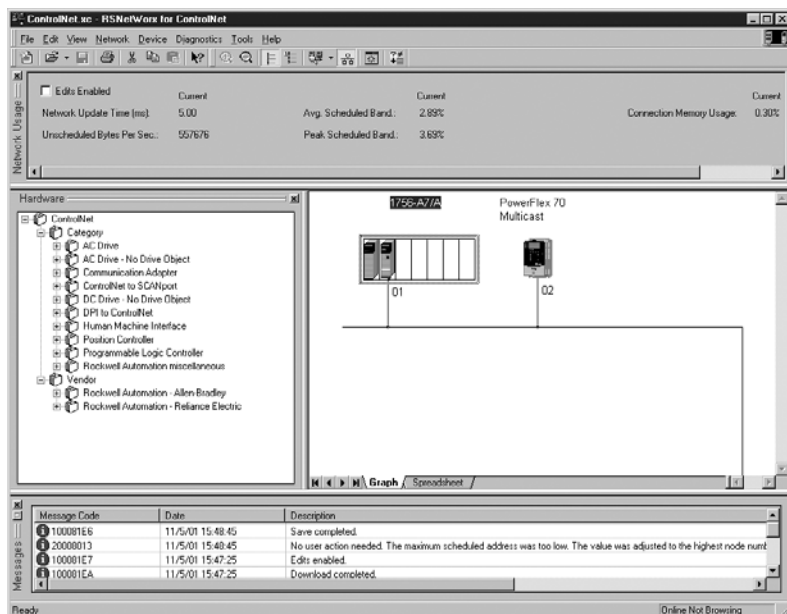 ControlNet.xc - RSNetWorx for ControlNet
File Edit View Network Device Diagnostics Tools Help
Network Usage
Edits Enabled
Current
Current
Current
Network Update Time (ms):
5.00
Avg. Scheduled Band.:
2.89%
Connection Memory Usage:
0.30%
Unscheduled Bytes Per Sec.:
557676
Peak Scheduled Band.:
3.69%
Hardware
ControlNet
Category
AC Drive
AC Drive - No Drive Object
Communication Adapter
ControlNet to SCANport
DC Drive - No Drive Object
DPI to ControlNet
Human Machine Interface
Position Controller
Programmable Logic Controller
Rockwell Automation miscellaneous
Vendor
Rockwell Automation - Allen-Bradley
Rockwell Automation - Reliance Electric
1756-A7/A
PowerFlex 70
Multicast
01
02
Graph
Spreadsheet
Messages
Message Code Date Description
100081E6 11/5/01 15:48:45 Save completed.
20000013 11/5/01 15:48:45 No user action needed. The maximum scheduled address was too low. The value was adjusted to the highest node numb
100081E7 11/5/01 15:47:25 Edits enabled.
100081EA 11/5/01 15:47:25 Download completed.
Ready
Online Not Browsing